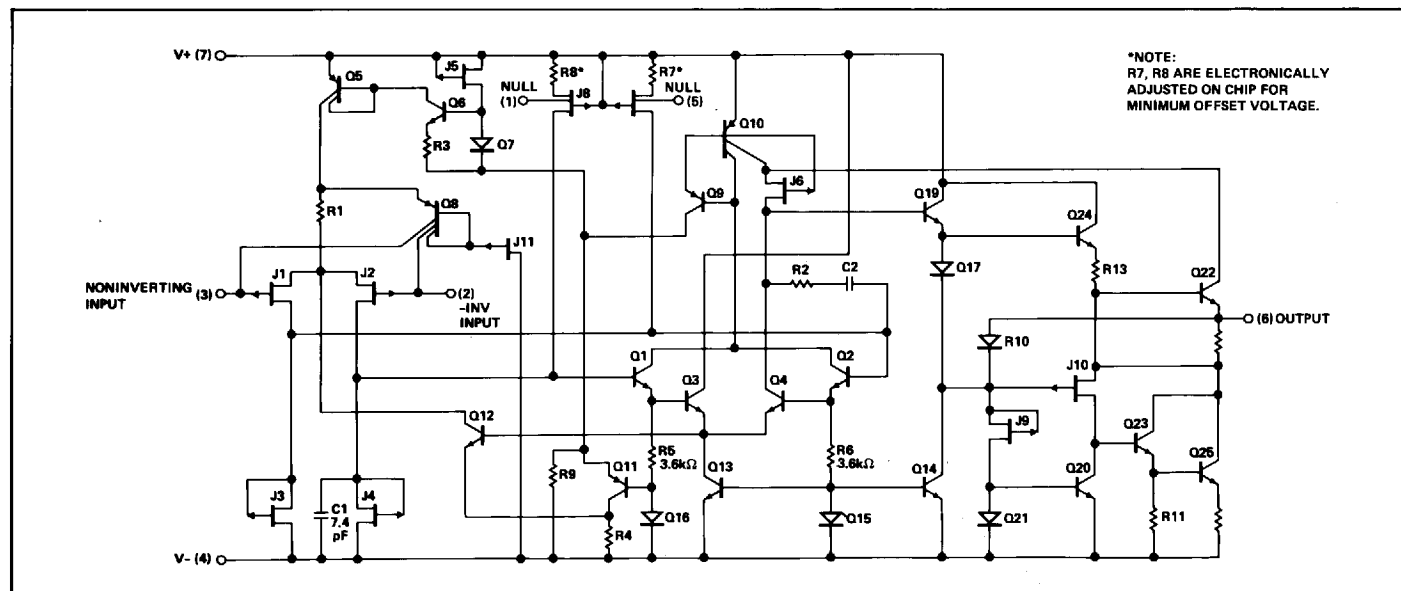 V+ (7)
Q5
J5
R8*
NULL
(1)
J8
R7*
NULL
(5)
*NOTE:
R7, R8 ARE ELECTRONICALLY
ADJUSTED ON CHIP FOR
MINIMUM OFFSET VOLTAGE.
Q6
R3
Q7
Q10
J6
Q9
Q19
Q24
R1
Q8
J11
Q17
R13
Q22
R2
C2
NONINVERTING
INPUT
(3)
J1
J2
(2)
-INV
INPUT
(6) OUTPUT
R10
J10
Q1
Q2
Q3
Q4
J9
Q23
Q25
Q12
R5
3.6kΩ
R6
3.6kΩ
R9
Q11
Q13
Q14
Q20
J3
C1
7.4
pF
J4
Q16
Q15
Q21
R11
R4
V- (4)